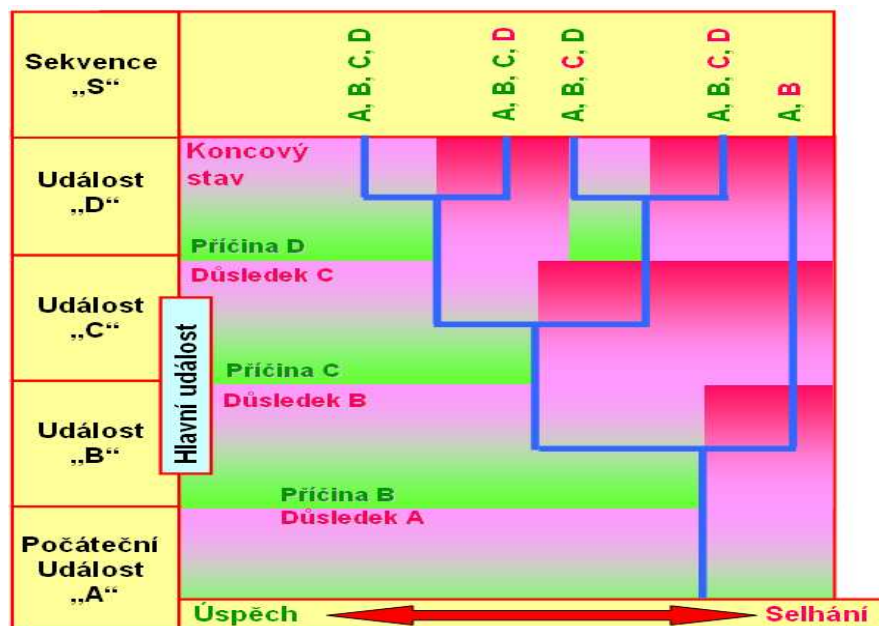 Sekvence
„S“
A, B, C, D
A, B, C, D
A, B, C, D
A, B, C, D
A, B
Událost
„D“
Koncový
stav
Příčina D
Událost
„C“
Důsledek C
Příčina C
Hlavní událost
Událost
„B“
Důsledek B
Příčina B
Počáteční
Událost
„A“
Důsledek A
Úspěch
Selhání